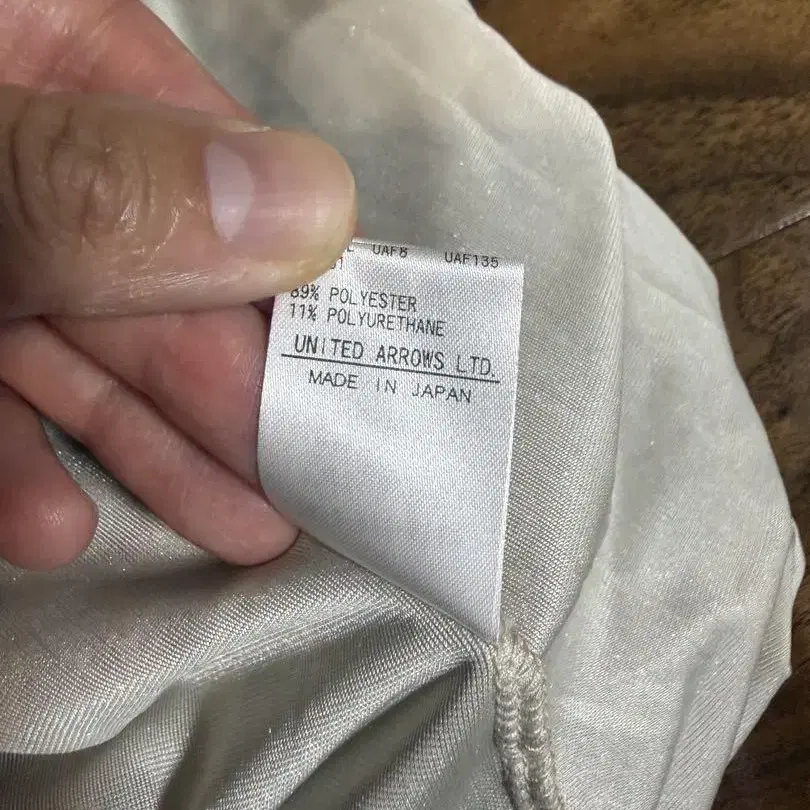 UAF8 UAF135
89% POLYESTER
11% POLYURETHANE
UNITED ARROWS LTD.
MADE IN JAPAN